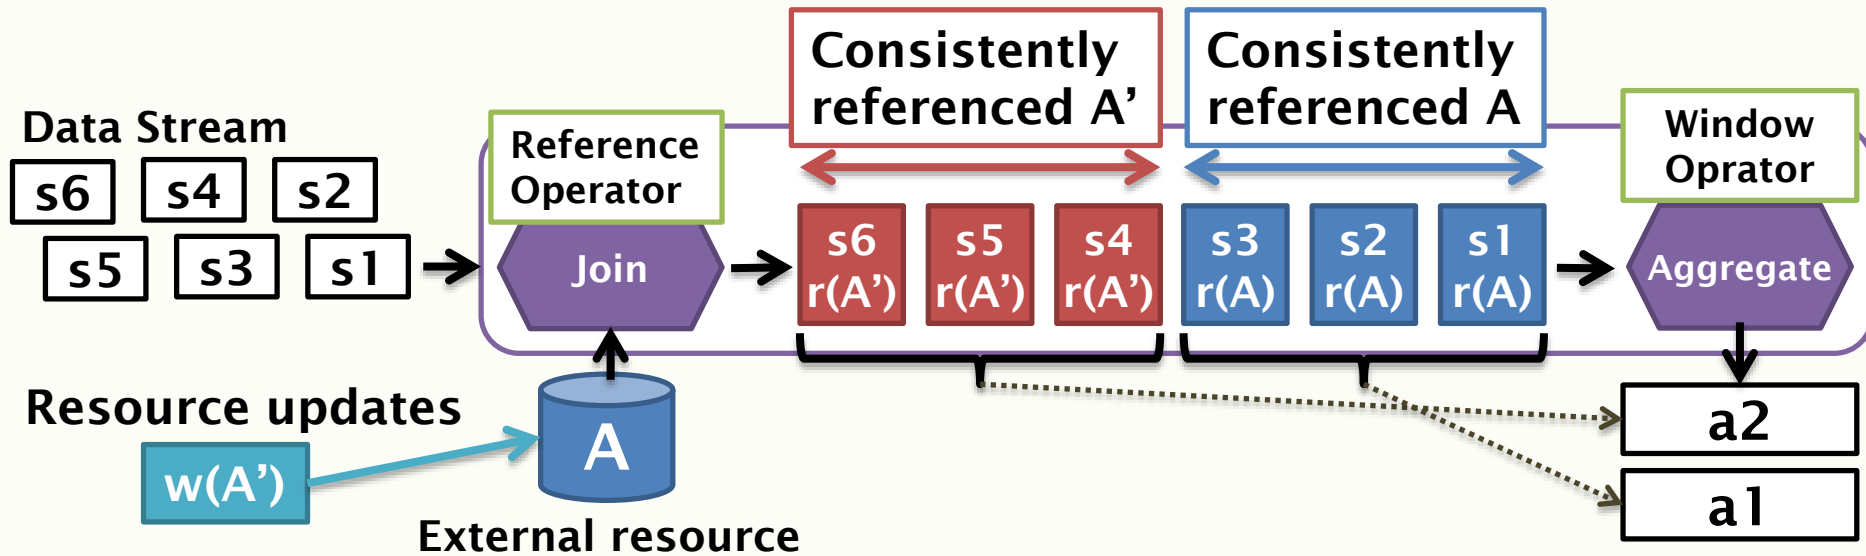 Consistently
referenced A’
Consistently
referenced A
Data Stream
s6
s4
s2
s5
s3
s1
Reference
Operator
Join
s6
r(A’)
s5
r(A’)
s4
r(A’)
s3
r(A)
s2
r(A)
s1
r(A)
Window
Oprator
Aggregate
Resource updates
w(A’)
A
External resource
a2
a1